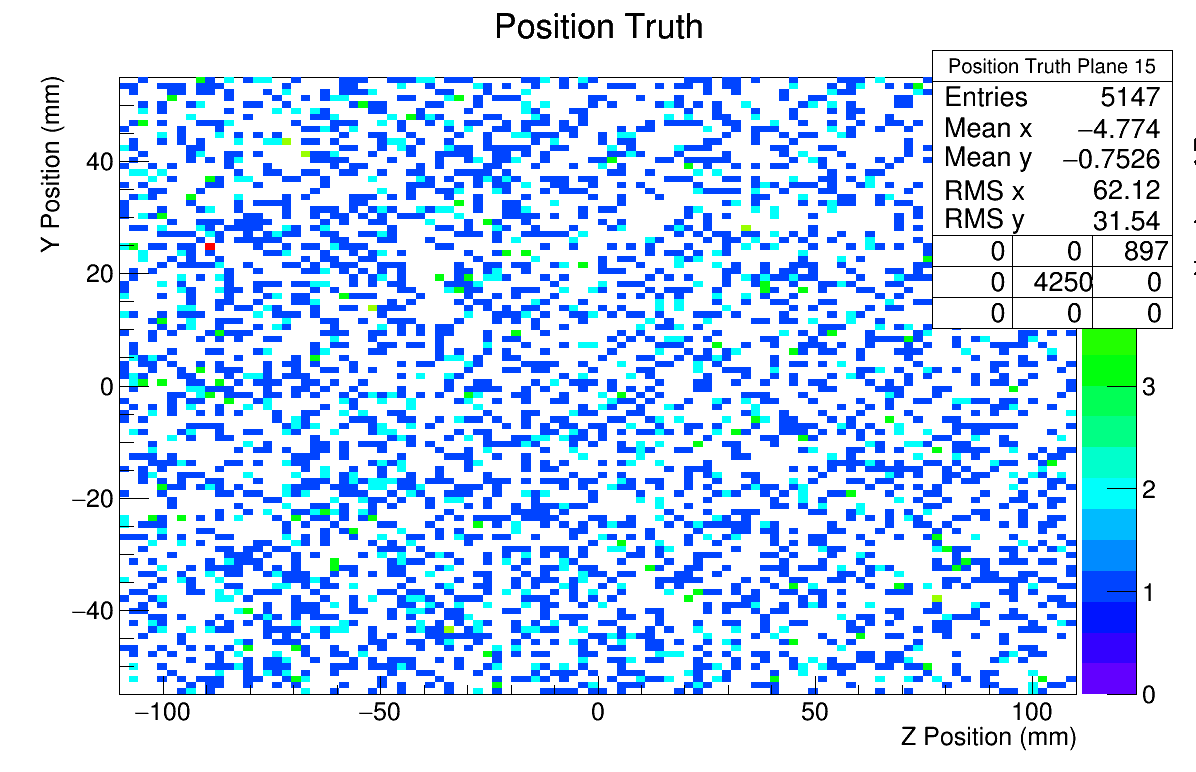 Position Truth
Y Position (mm)
Position Truth Plane 15
Entries 5147
Mean x −4.774
Mean y −0.7526
RMS x 62.12
RMS y 31.54
0 0 897
0 4250 0
0 0 0
40
20
0
−20
−40
3
2
1
0
−100 −50 0 50 100
Z Position (mm)